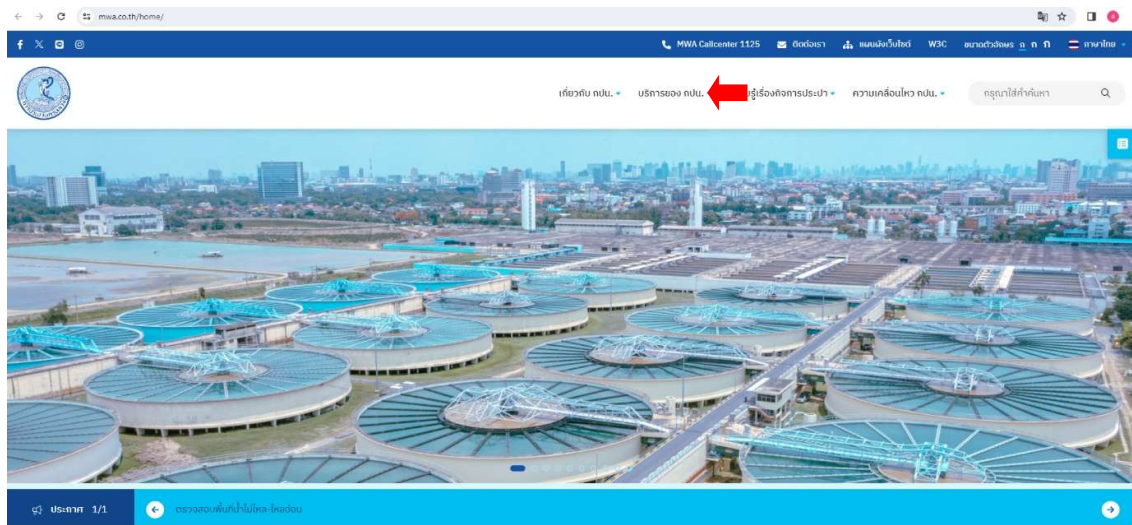 mwa.co.th/home/
MWA Callcenter 1125 ติดต่อเรา แผนผังเว็บไซต์ W3C ขนาดตัวอักษร ก ก ก ภาษาไทย
เกี่ยวกับ กปน. บริการของ กปน. รู้เรื่องกิจการประปา ความเคลื่อนไหว กปน. กรุณาใส่คำค้นหา
ประกาศ 1/1 ตรวจสอบพื้นที่น้ำไม่ไหล-ไหลอ่อน